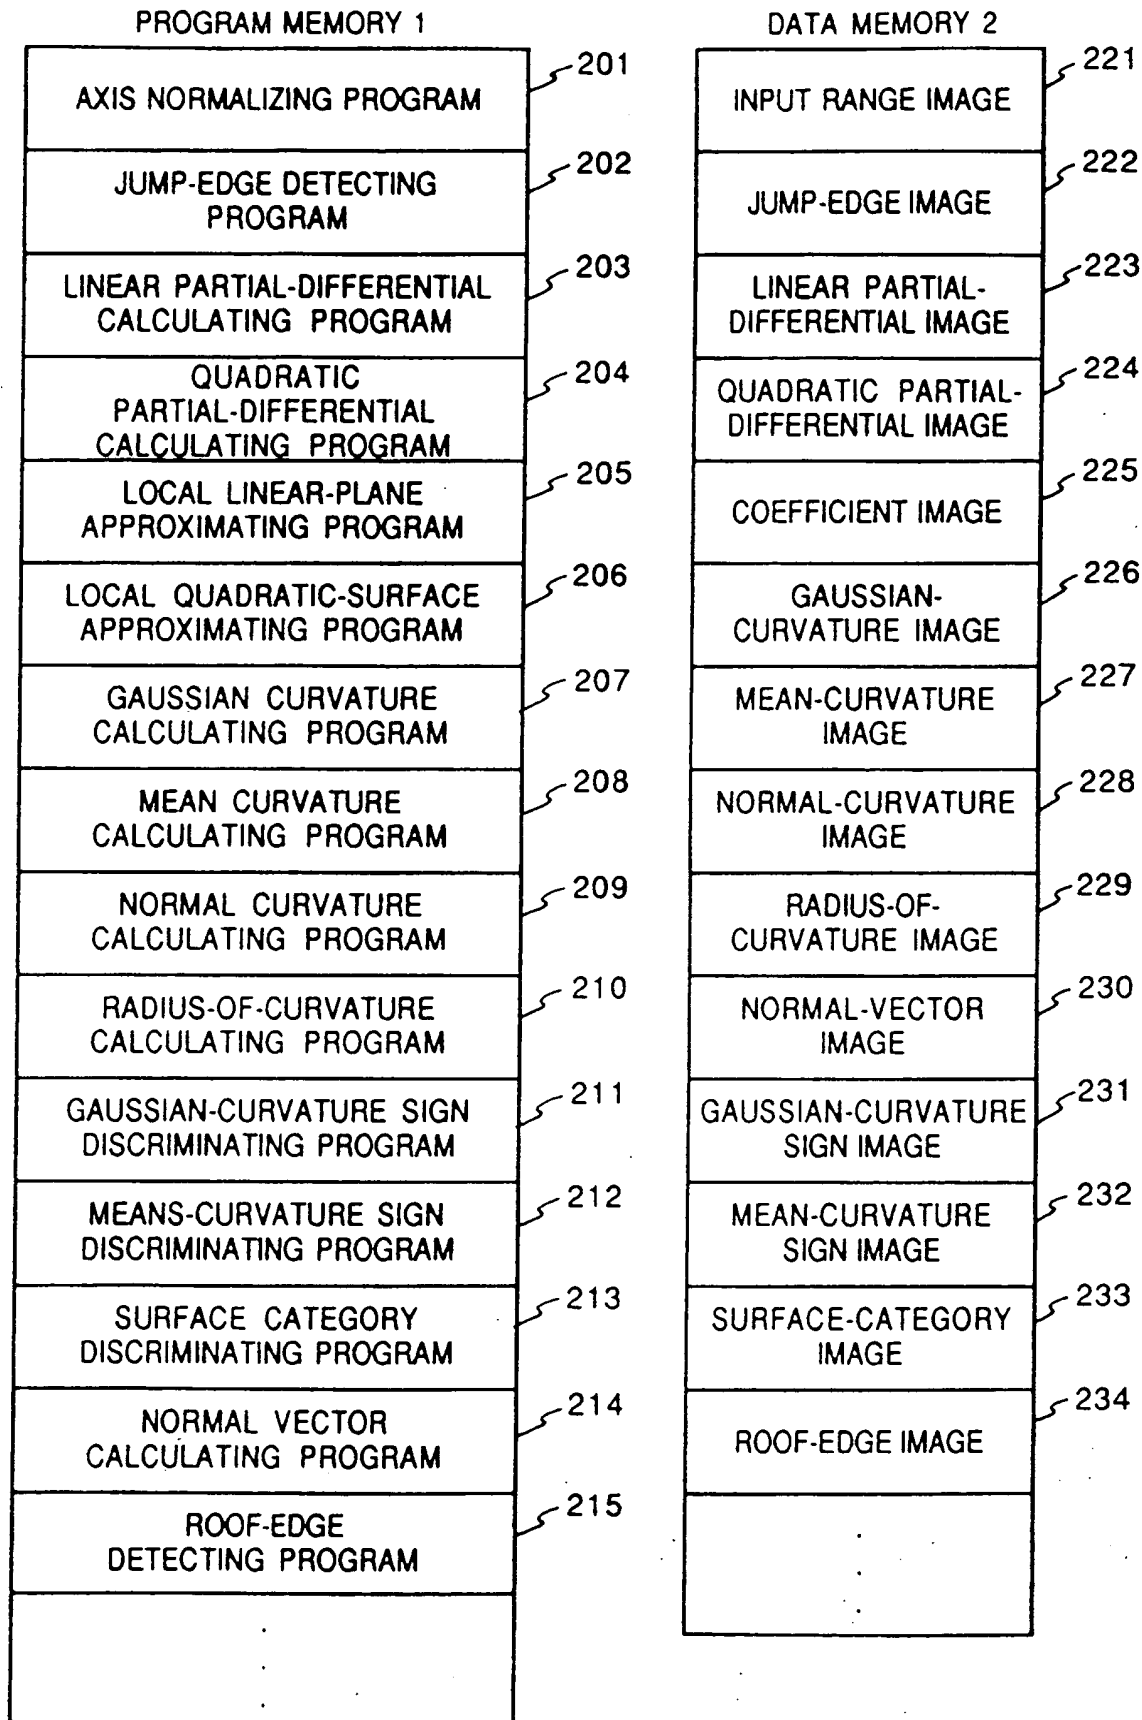 PROGRAM MEMORY 1
AXIS NORMALIZING PROGRAM
201
JUMP-EDGE DETECTING
PROGRAM
202
LINEAR PARTIAL-DIFFERENTIAL
CALCULATING PROGRAM
203
QUADRATIC
PARTIAL-DIFFERENTIAL
CALCULATING PROGRAM
204
LOCAL LINEAR-PLANE
APPROXIMATING PROGRAM
205
LOCAL QUADRATIC-SURFACE
APPROXIMATING PROGRAM
206
GAUSSIAN CURVATURE
CALCULATING PROGRAM
207
MEAN CURVATURE
CALCULATING PROGRAM
208
NORMAL CURVATURE
CALCULATING PROGRAM
209
RADIUS-OF-CURVATURE
CALCULATING PROGRAM
210
GAUSSIAN-CURVATURE SIGN
DISCRIMINATING PROGRAM
211
MEANS-CURVATURE SIGN
DISCRIMINATING PROGRAM
212
SURFACE CATEGORY
DISCRIMINATING PROGRAM
213
NORMAL VECTOR
CALCULATING PROGRAM
214
ROOF-EDGE
DETECTING PROGRAM
215
DATA MEMORY 2
INPUT RANGE IMAGE
221
JUMP-EDGE IMAGE
222
LINEAR PARTIAL-
DIFFERENTIAL IMAGE
223
QUADRATIC PARTIAL-
DIFFERENTIAL IMAGE
224
COEFFICIENT IMAGE
225
GAUSSIAN-
CURVATURE IMAGE
226
MEAN-CURVATURE
IMAGE
227
NORMAL-CURVATURE
IMAGE
228
RADIUS-OF-
CURVATURE IMAGE
229
NORMAL-VECTOR
IMAGE
230
GAUSSIAN-CURVATURE
SIGN IMAGE
231
MEAN-CURVATURE
SIGN IMAGE
232
SURFACE-CATEGORY
IMAGE
233
ROOF-EDGE IMAGE
234